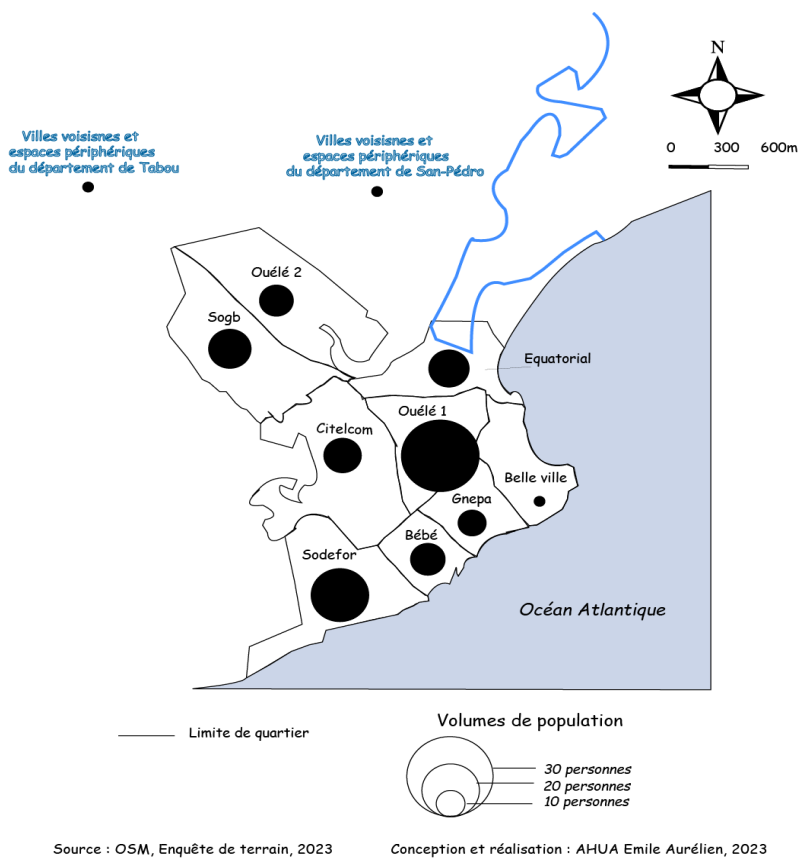 N
0 300 600m
Villes voisisnes et
espaces périphériques
du département de Tabou
Villes voisisnes et
espaces périphériques
du département de San-Pédro
Ouélé 2
Sogb
Equatorial
Ouélé 1
Citelcom
Belle ville
Gnepa
Bébé
Sodefor
Océan Atlantique
Limite de quartier
Volumes de population
30 personnes
20 personnes
10 personnes
Source : OSM, Enquête de terrain, 2023
Conception et réalisation : AHUA Emile Aurélien, 2023